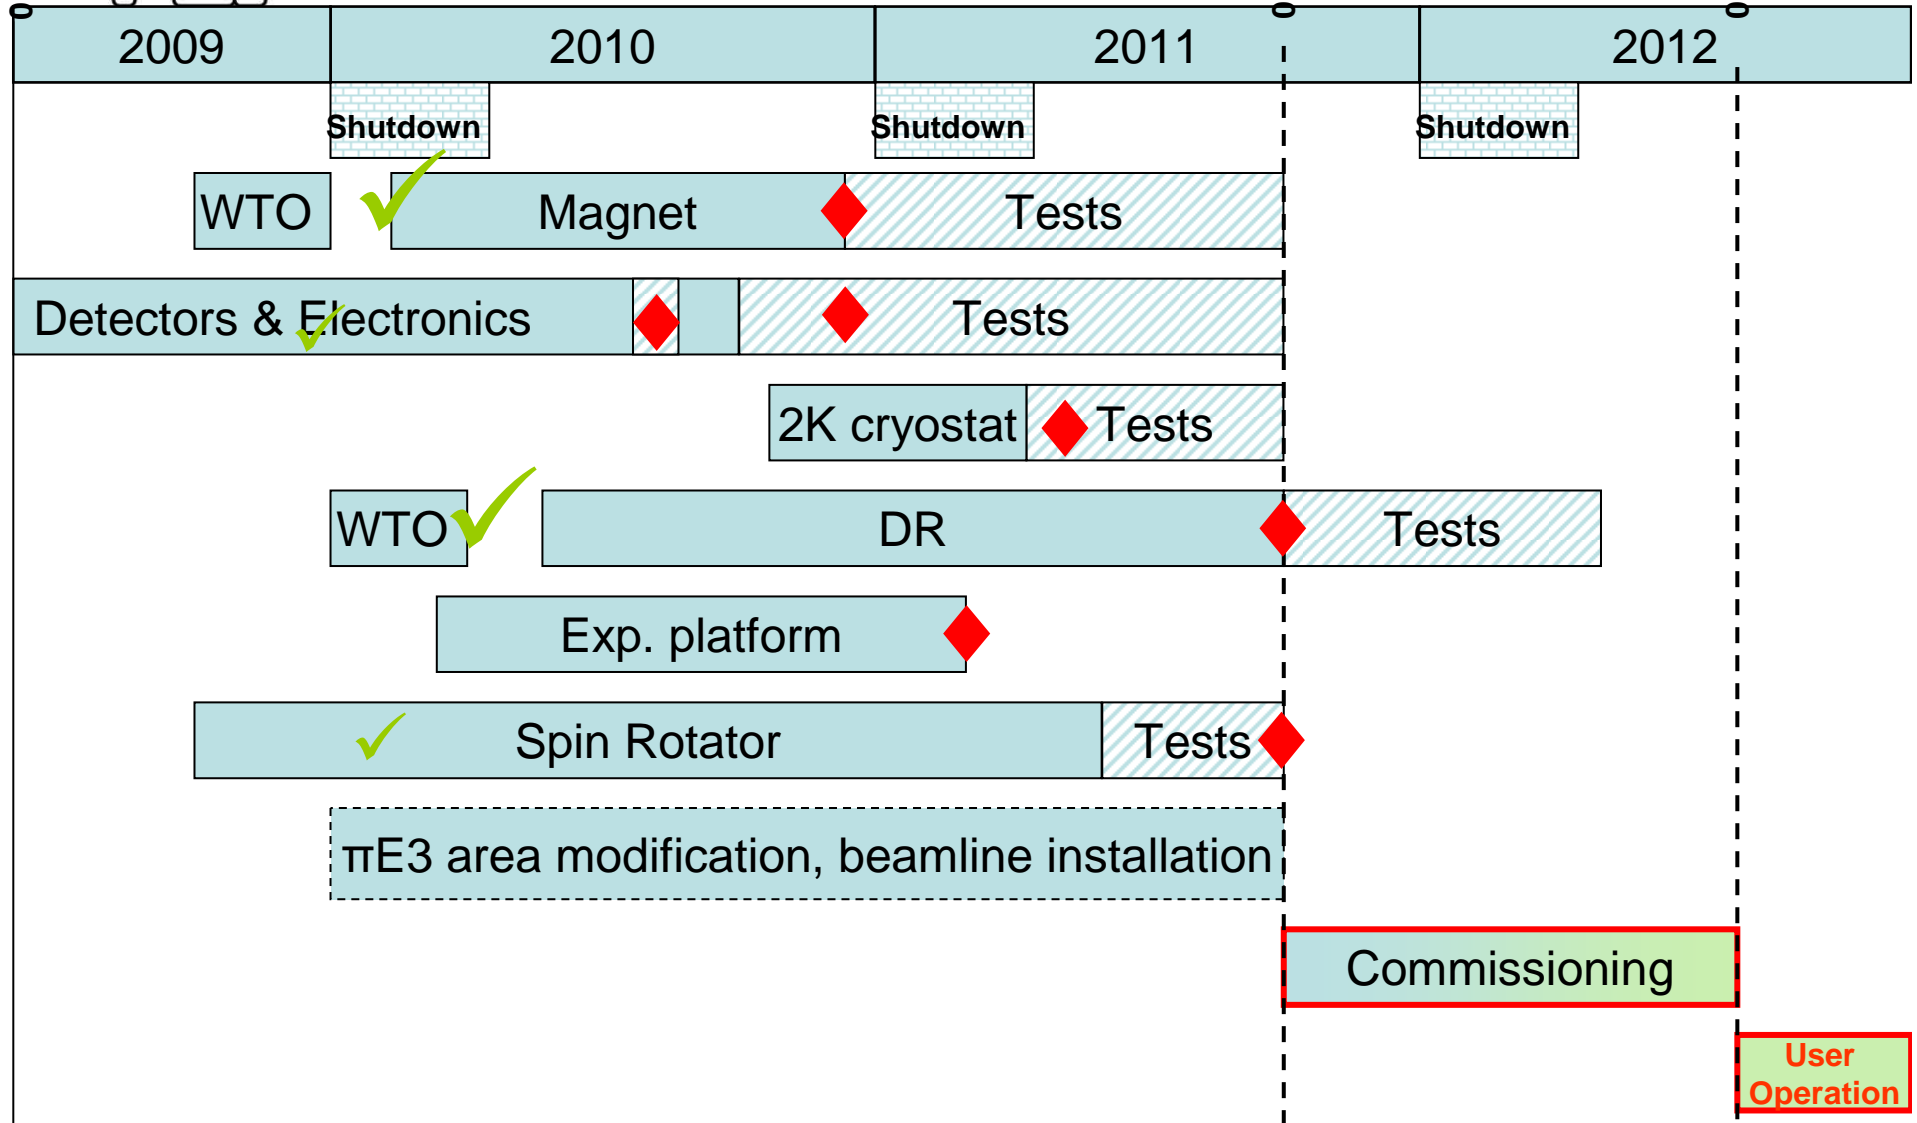 2009 2010 2011 2012
Shutdown Shutdown Shutdown
WTO Magnet Tests
Detectors & Electronics Tests
2K cryostat Tests
WTO DR Tests
Exp. platform
Spin Rotator Tests
πE3 area modification, beamline installation
Commissioning
User
Operation